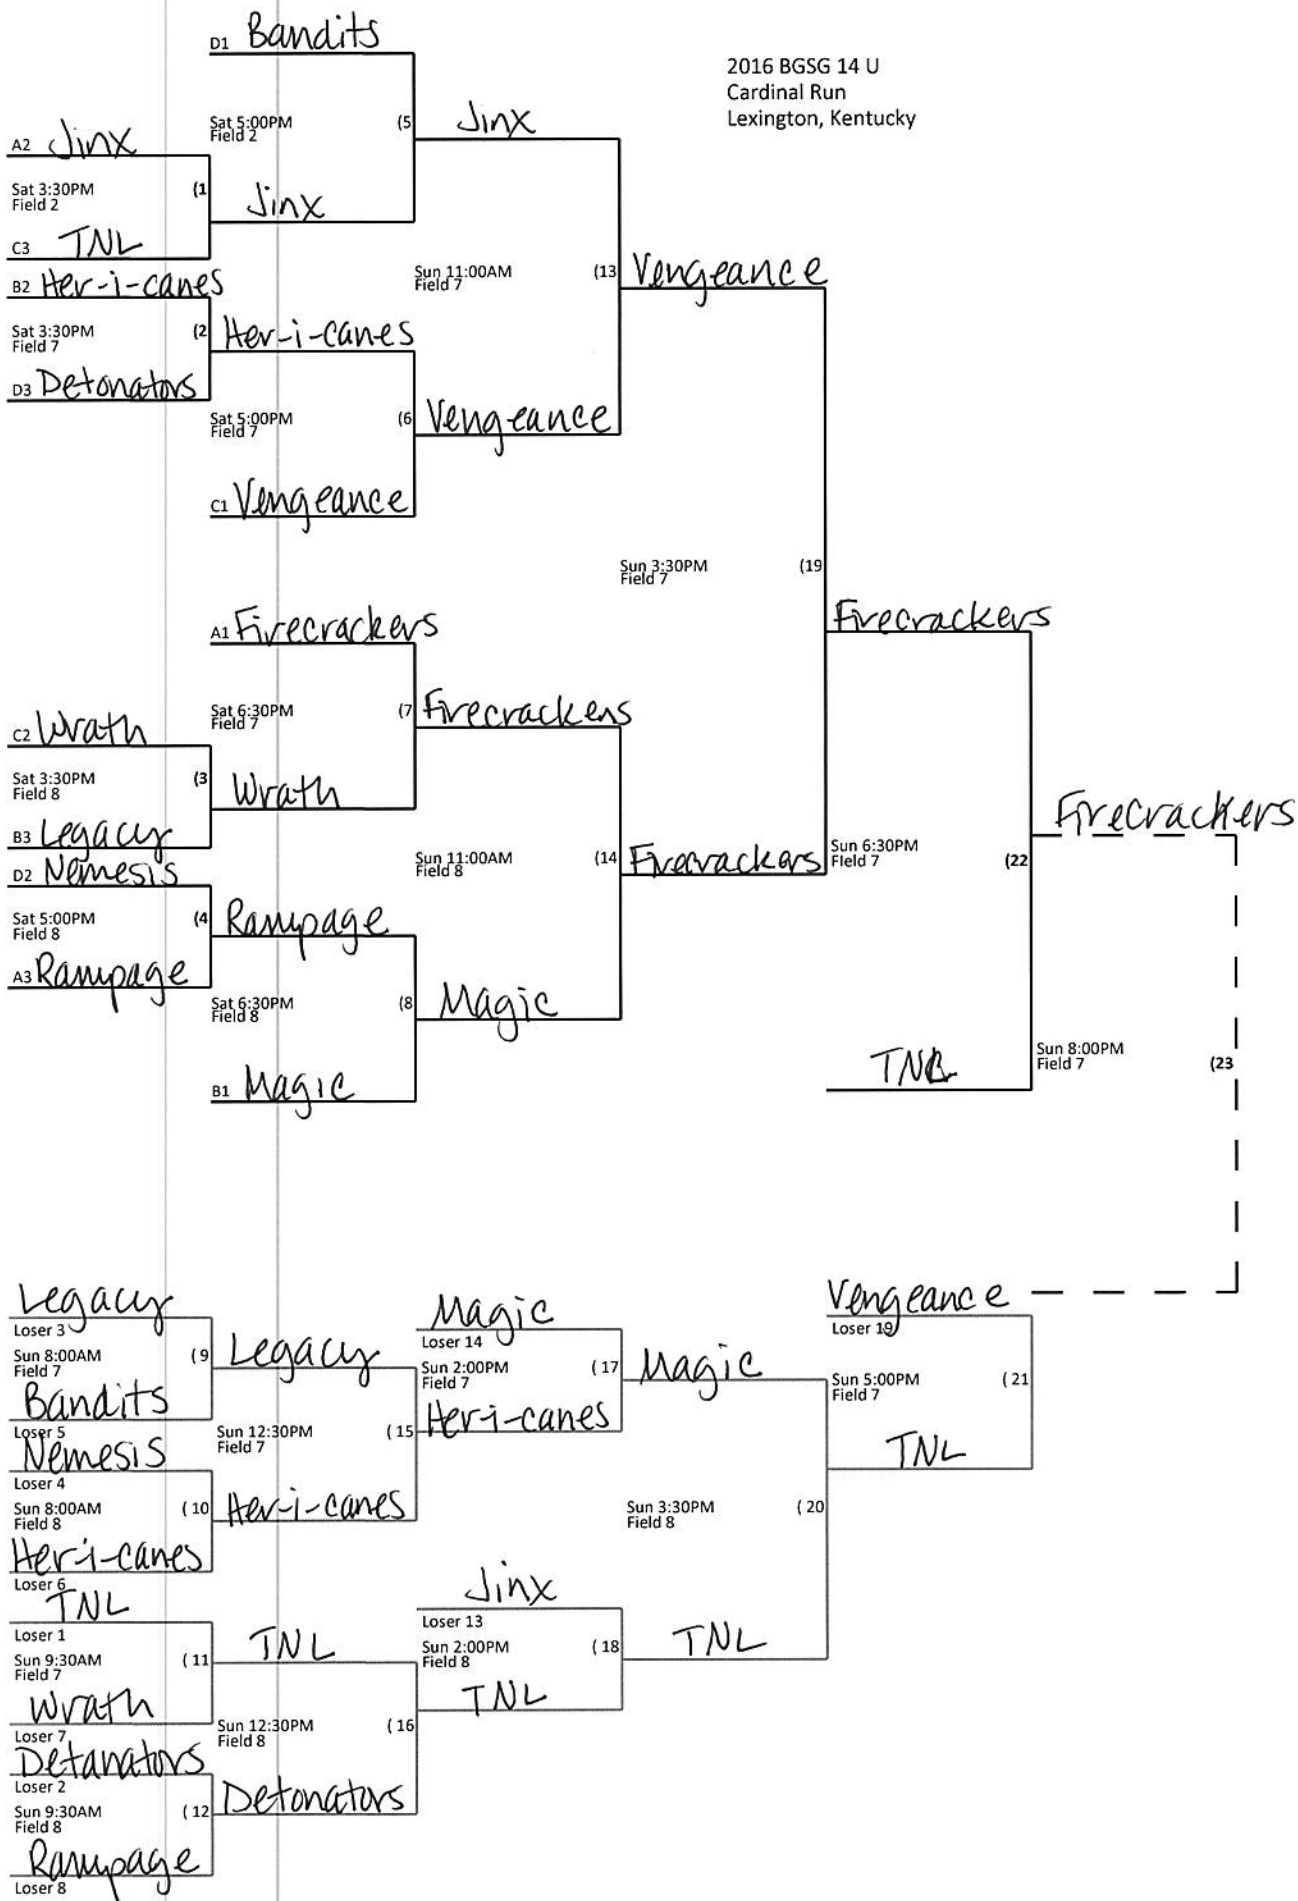 D1 Bandits
2016 BGSG 14 U
Cardinal Run
Lexington, Kentucky
Sat 5:00PM (5 Jinx
Field 2
A2 Jinx
Sat 3:30PM (1
Field 2
Jinx
C3 TNL
B2 Her-i-canes
Sun 11:00AM (13 Vengeance
Field 7
Sat 3:30PM (2 Her-i-canes
Field 7
D3 Detonators
Sat 5:00PM (6 Vengeance
Field 7
C1 Vengeance
Sun 3:30PM (19
Field 7
A1 Firecrackers
Firecrackers
Sat 6:30PM (7 Firecrackers
Field 7
C2 Wrath
Sat 3:30PM (3 Wrath
Field 8
B3 Legacy
Firecrackers
Sun 11:00AM (14 Firecrackers
Field 8
Sun 6:30PM (22
Field 7
D2 Nemesis
Sat 5:00PM (4 Rampage
Field 8
A3 Rampage
Sat 6:30PM (8 Magic
Field 8
B1 Magic
TNL
Sun 8:00PM (23
Field 7
Legacy
Loser 3
Magic
Loser 14
Vengeance
Loser 19
Sun 8:00AM (9 Legacy
Field 7
Sun 2:00PM (17 Magic
Field 7
Sun 5:00PM (21
Field 7
Bandits
Loser 5
Sun 12:30PM (15 Her-i-canes
Field 7
Nemesis
Loser 4
TNL
Sun 8:00AM (10 Her-i-canes
Field 8
Sun 3:30PM (20
Field 8
Her-i-canes
Loser 6
TNL
Loser 1
Jinx
Loser 13
Sun 9:30AM (11 TNL
Field 7
Sun 2:00PM (18 TNL
Field 8
Wrath
Loser 7
TNL
Sun 12:30PM (16
Field 8
Detanators
Loser 2
Sun 9:30AM (12 Detonators
Field 8
Rampage
Loser 8